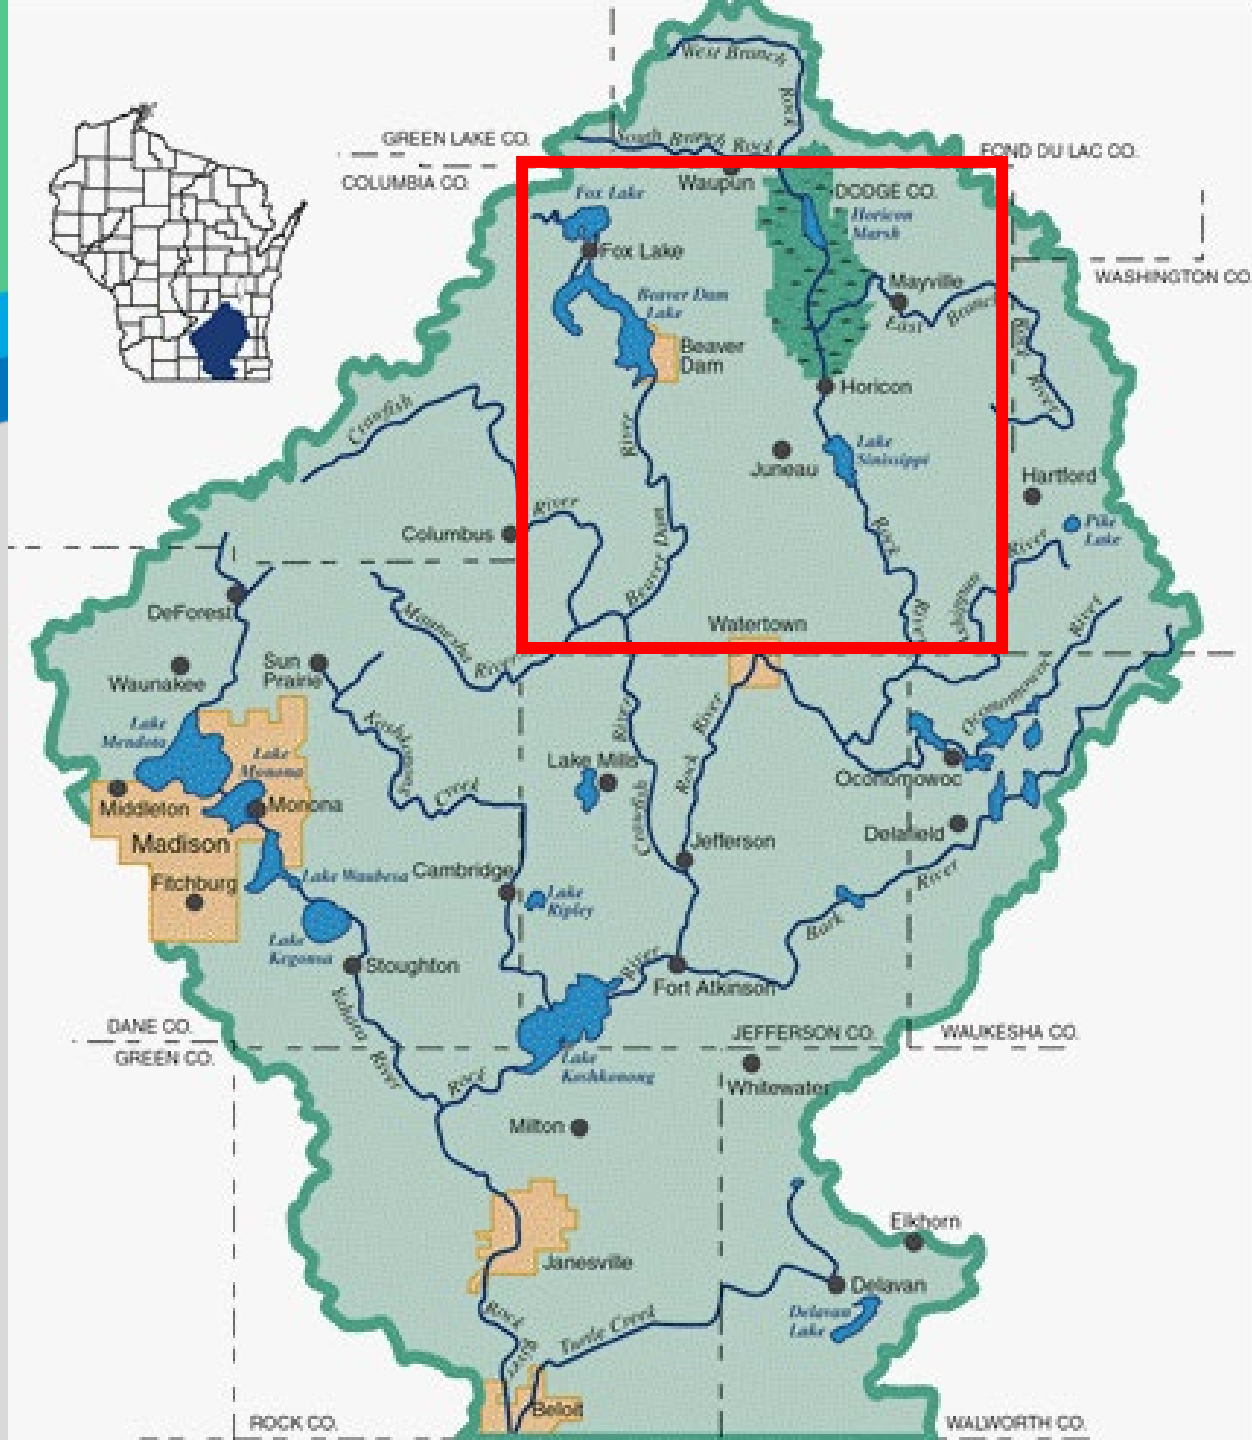 West Branch
Rock
GREEN LAKE CO.
South Branch Rock
FOND DU LAC CO.
COLUMBIA CO.
Waupun
DODGE CO.
Fox Lake
Horicon
Marsh
Fox Lake
WASHINGTON CO.
Mayville
Beaver Dam
Lake
East Branch
Rock
River
Beaver
Dam
Horicon
Crawfish
River
Lake
Sinissippi
Juneau
Hartford
River
Columbus
Beaver Dam
Rock
Pike
Lake
River
DeForest
Maunesha
River
Watertown
River
River
Waunakee
Sun
Prairie
Oconomowoc
Lake
Mendota
Lake
Monona
Koshkonong
Creek
River
River
Lake Mills
Rock
Oconomowoc
Middleton
Monona
Crawfish
Delafield
Madison
Jefferson
Fitchburg
Lake Waubesa
Cambridge
River
Lake
Ripley
Bark
Lake
Kegonsa
Stoughton
River
Fort Atkinson
Yahara
River
DANE CO.
GREEN CO.
JEFFERSON CO.
WAUKESHA CO.
Lake
Koshkonong
Rock
Whitewater
Milton
Elkhorn
Janesville
Delavan
Delavan
Lake
Rock
River
Turtle Creek
Beloit
ROCK CO.
WALWORTH CO.